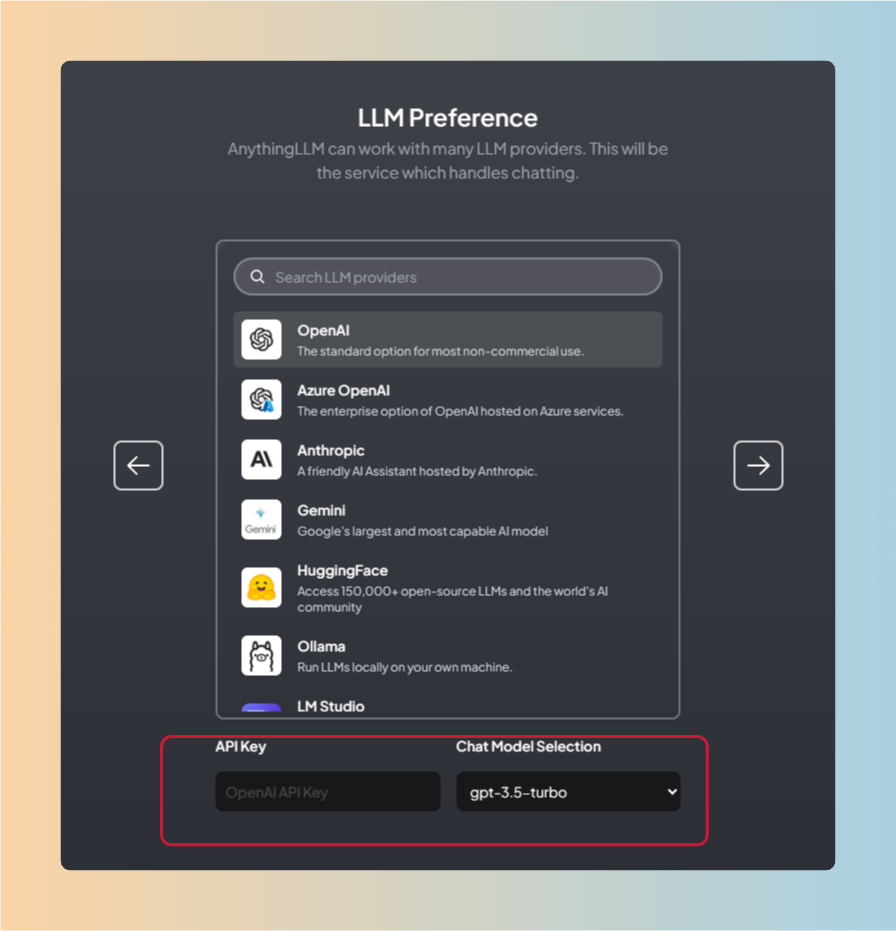 LLM Preference
AnythingLLM can work with many LLM providers. This will be
the service which handles chatting.
Search LLM providers
OpenAI
The standard option for most non-commercial use.
Azure OpenAI
The enterprise option of OpenAI hosted on Azure services.
Anthropic
A friendly AI Assistant hosted by Anthropic.
Gemini
Gemini
Google's largest and most capable AI model
HuggingFace
Access 150,000+ open-source LLMs and the world's AI
community
Ollama
Run LLMs locally on your own machine.
LM Studio
API Key
Chat Model Selection
OpenAI API Key
gpt-3.5-turbo